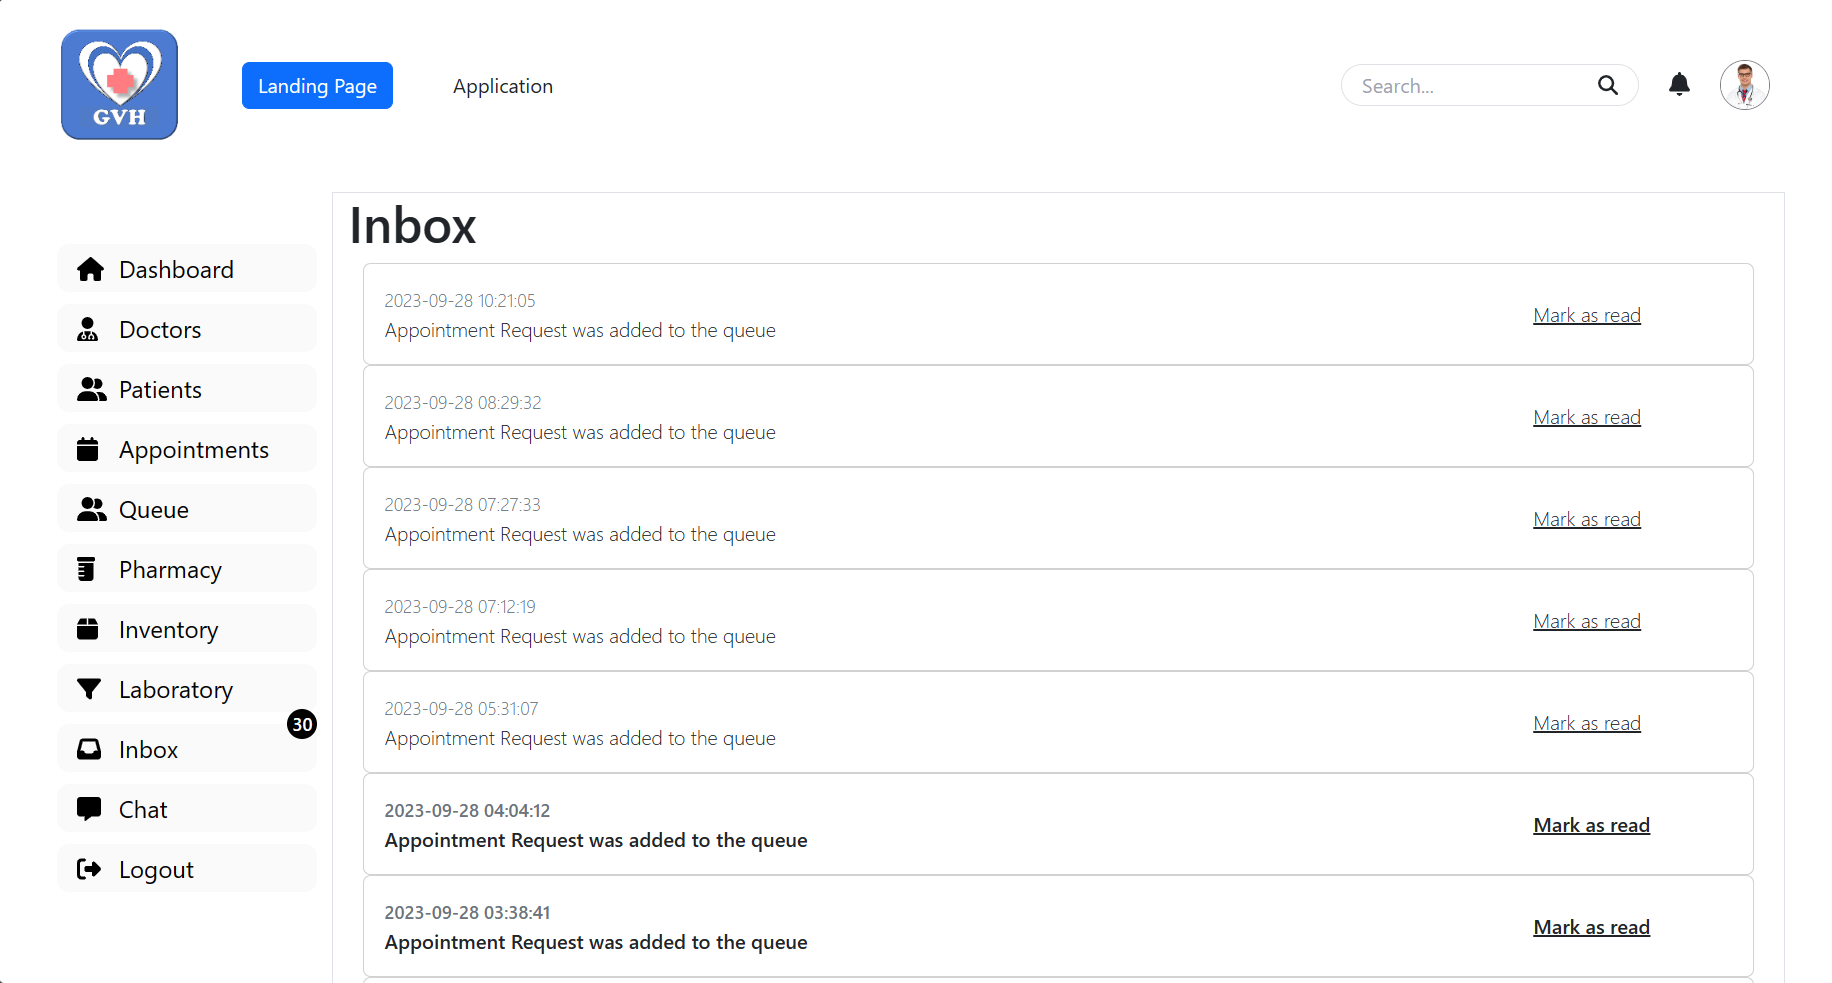 GVH
Landing Page
Application
Search...
Dashboard
Doctors
Patients
Appointments
Queue
Pharmacy
Inventory
Laboratory
30
Inbox
Chat
Logout
Inbox
2023-09-28 10:21:05
Appointment Request was added to the queue
Mark as read
2023-09-28 08:29:32
Appointment Request was added to the queue
Mark as read
2023-09-28 07:27:33
Appointment Request was added to the queue
Mark as read
2023-09-28 07:12:19
Appointment Request was added to the queue
Mark as read
2023-09-28 05:31:07
Appointment Request was added to the queue
Mark as read
2023-09-28 04:04:12
Appointment Request was added to the queue
Mark as read
2023-09-28 03:38:41
Appointment Request was added to the queue
Mark as read